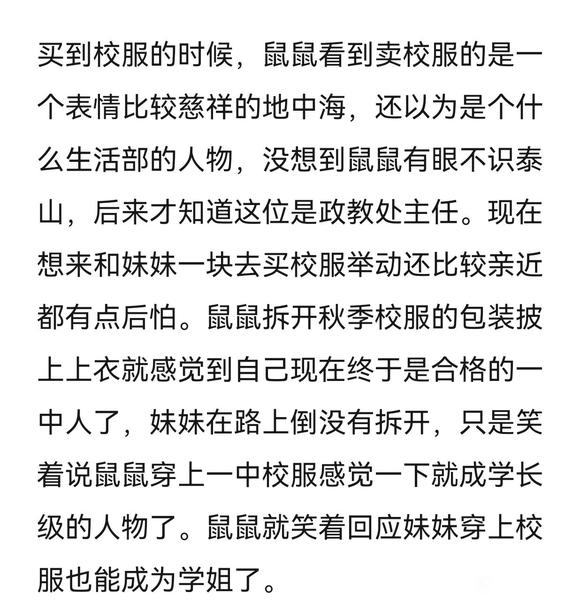 买到校服的时候，鼠鼠看到卖校服的是一
个表情比较慈祥的地中海，还以为是个什
么生活部的人物，没想到鼠鼠有眼不识泰
山，后来才知道这位是政教处主任。现在
想来和妹妹一块去买校服举动还比较亲近
都有点后怕。鼠鼠拆开秋季校服的包装披
上上衣就感觉到自己现在终于是合格的一
中人了，妹妹在路上倒没有拆开，只是笑
着说鼠鼠穿上一中校服感觉一下就成学长
级的人物了。鼠鼠就笑着回应妹妹穿上校
服也能成为学姐了。